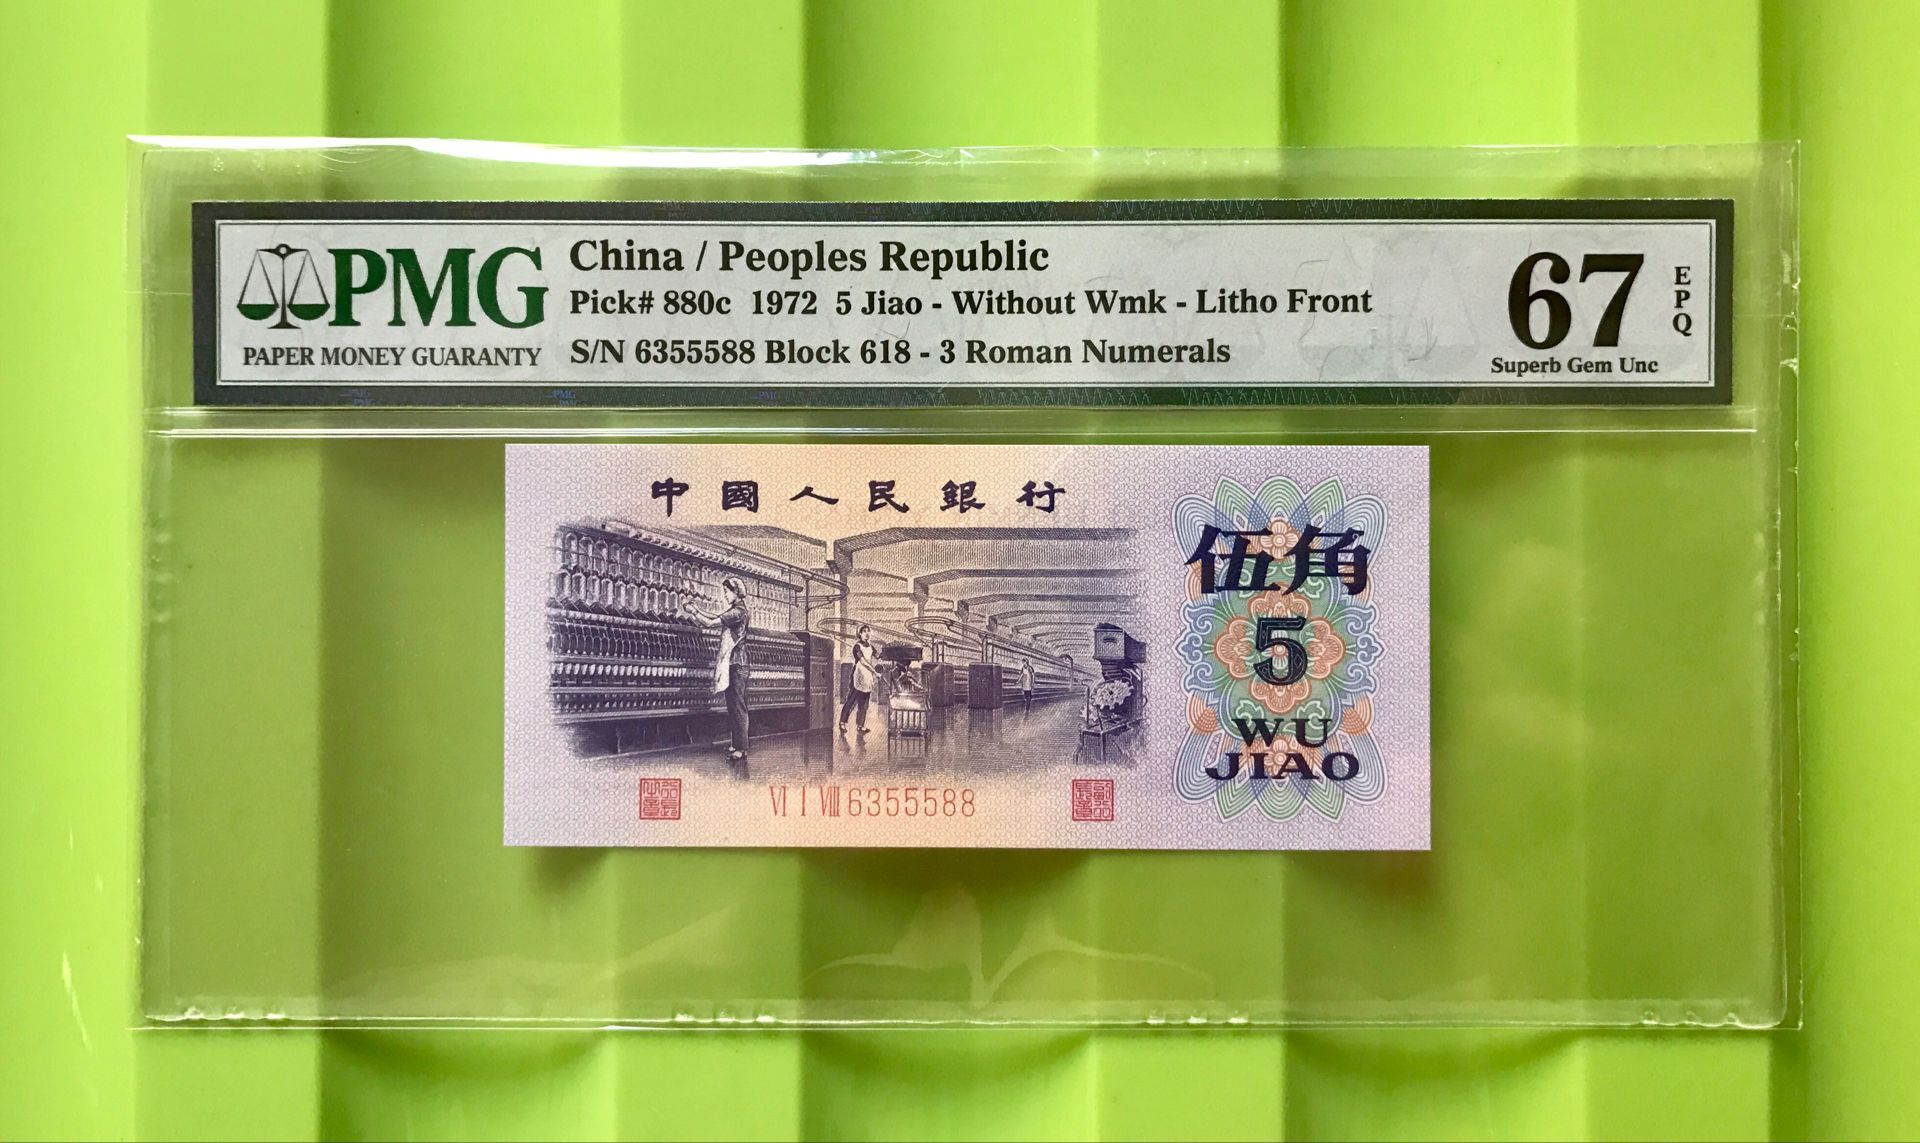 PMG
PAPER MONEY GUARANTY
China / Peoples Republic
Pick# 880c 1972 5 Jiao - Without Wmk - Litho Front
S/N 6355588 Block 618 - 3 Roman Numerals
67
EPQ
Superb Gem Unc
中國人民銀行
伍角
5
WU
JIAO
VI I VIII 6355588